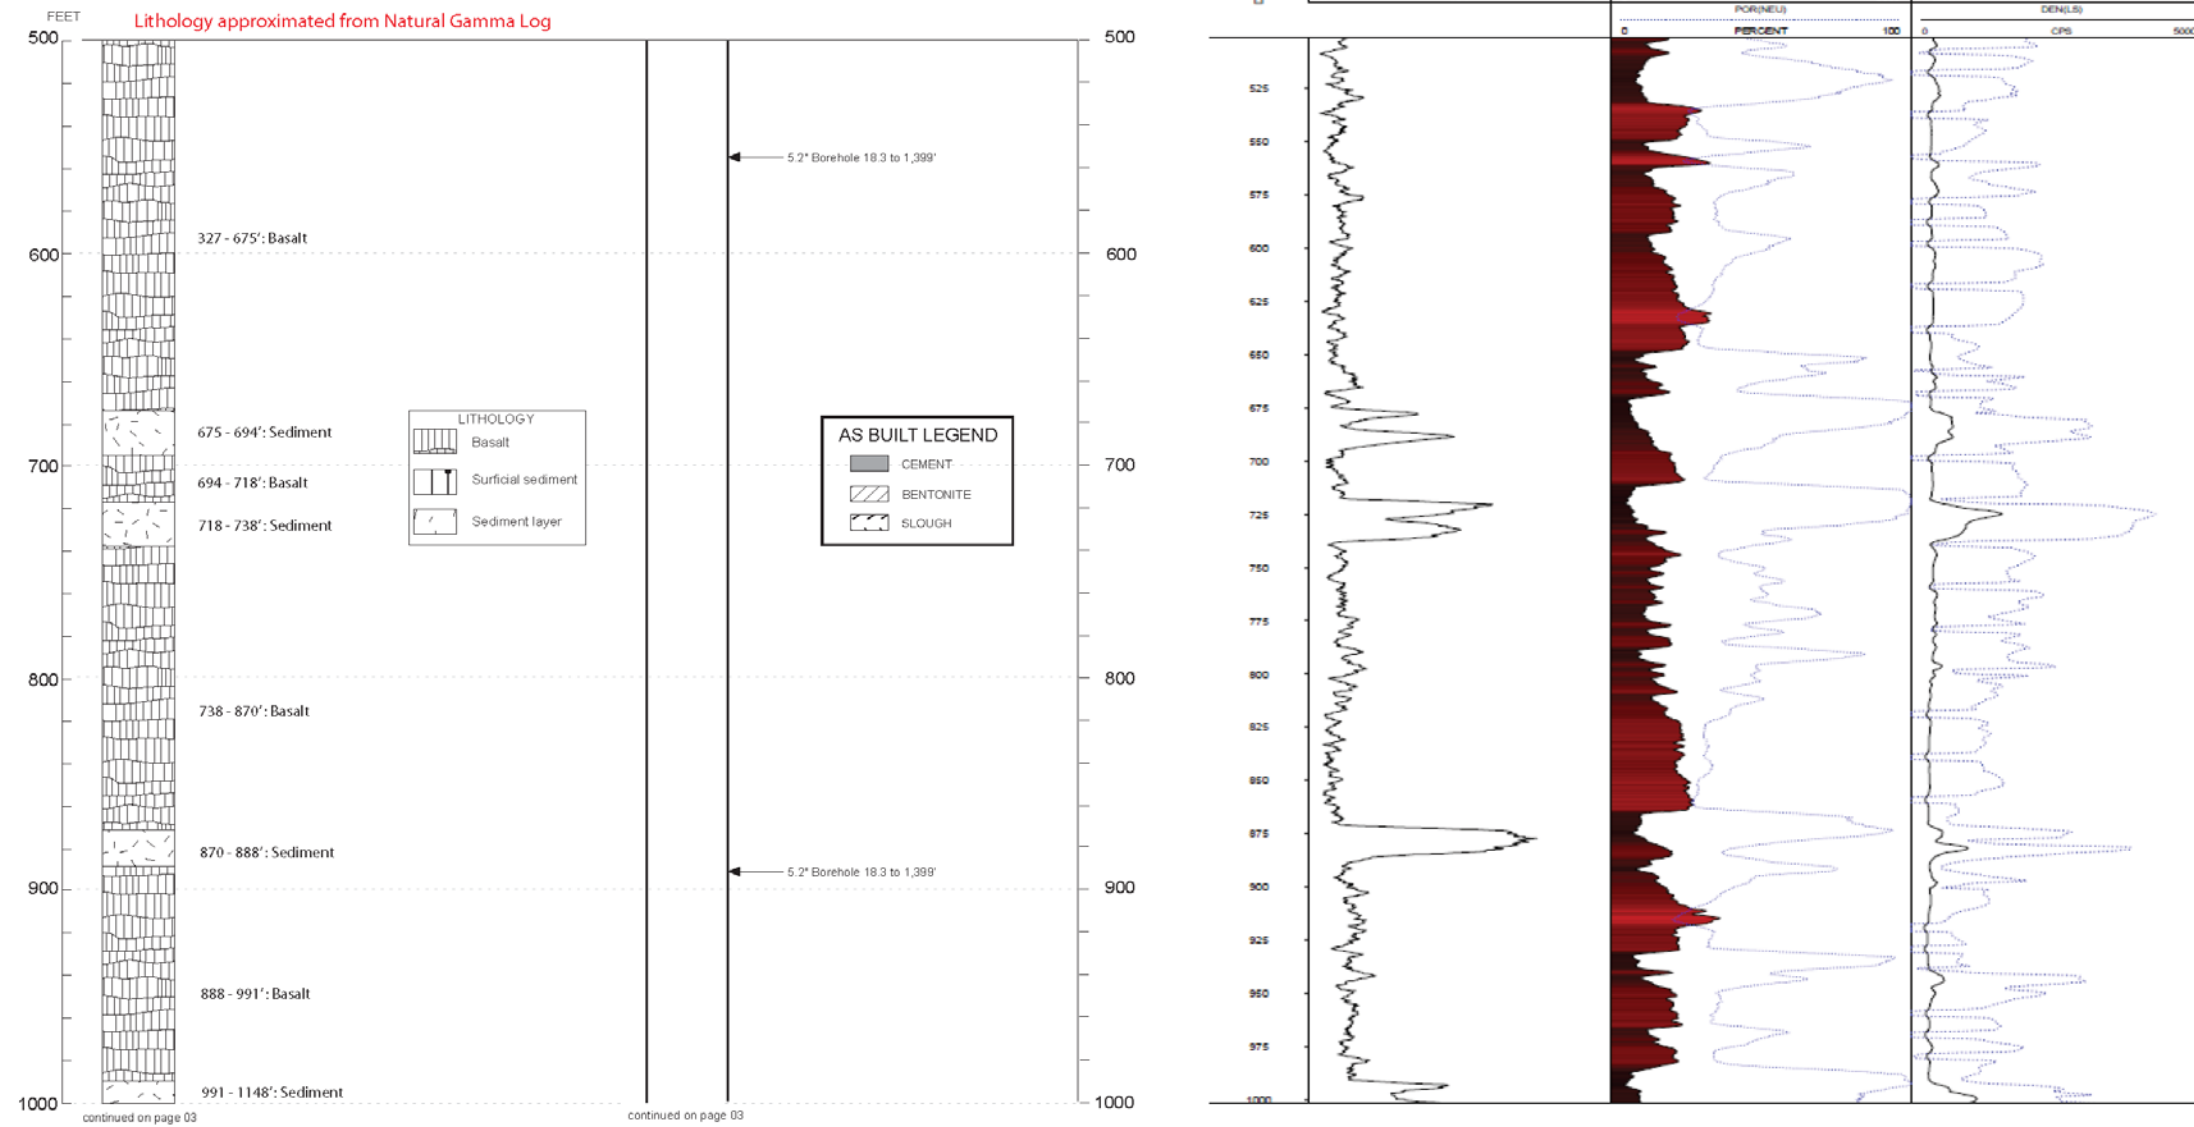 FEET
Lithology approximated from Natural Gamma Log
500
600
700
800
900
1000
327 - 675': Basalt
675 - 694': Sediment
694 - 718': Basalt
718 - 738': Sediment
738 - 870': Basalt
870 - 888': Sediment
888 - 991': Basalt
991 - 1148': Sediment
continued on page 03
LITHOLOGY
Basalt
Surficial sediment
Sediment layer
5.2" Borehole 18.3 to 1,399'
AS BUILT LEGEND
CEMENT
BENTONITE
SLOUGH
5.2" Borehole 18.3 to 1,399'
continued on page 03
500
600
700
800
900
1000
POR(NEU)
0 PERCENT 100
DEN(LS)
0 CPS 5000
525
550
575
600
625
650
675
700
725
750
775
800
825
850
875
900
925
950
975
1000